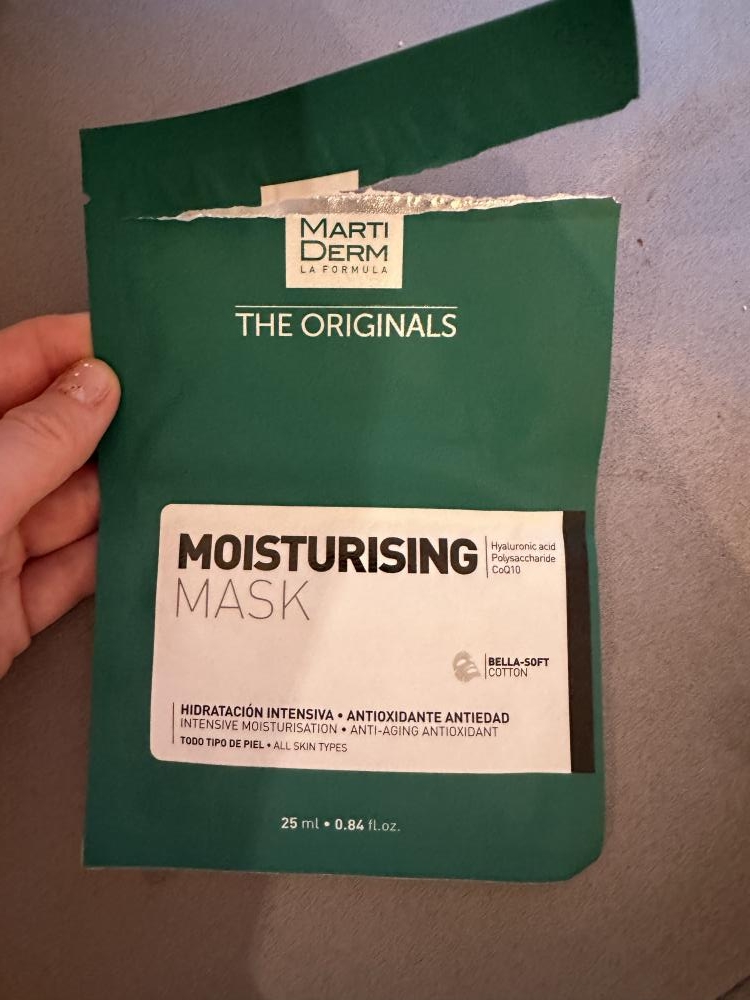 MARTI
DERM
LA FORMULA
THE ORIGINALS
MOISTURISING
MASK
Hyaluronic acid
Polysaccharide
CoQ10
BELLA-SOFT
COTTON
HIDRATACIÓN INTENSIVA • ANTIOXIDANTE ANTIEDAD
INTENSIVE MOISTURISATION • ANTI-AGING ANTIOXIDANT
TODO TIPO DE PIEL • ALL SKIN TYPES
25 ml • 0.84 fl.oz.